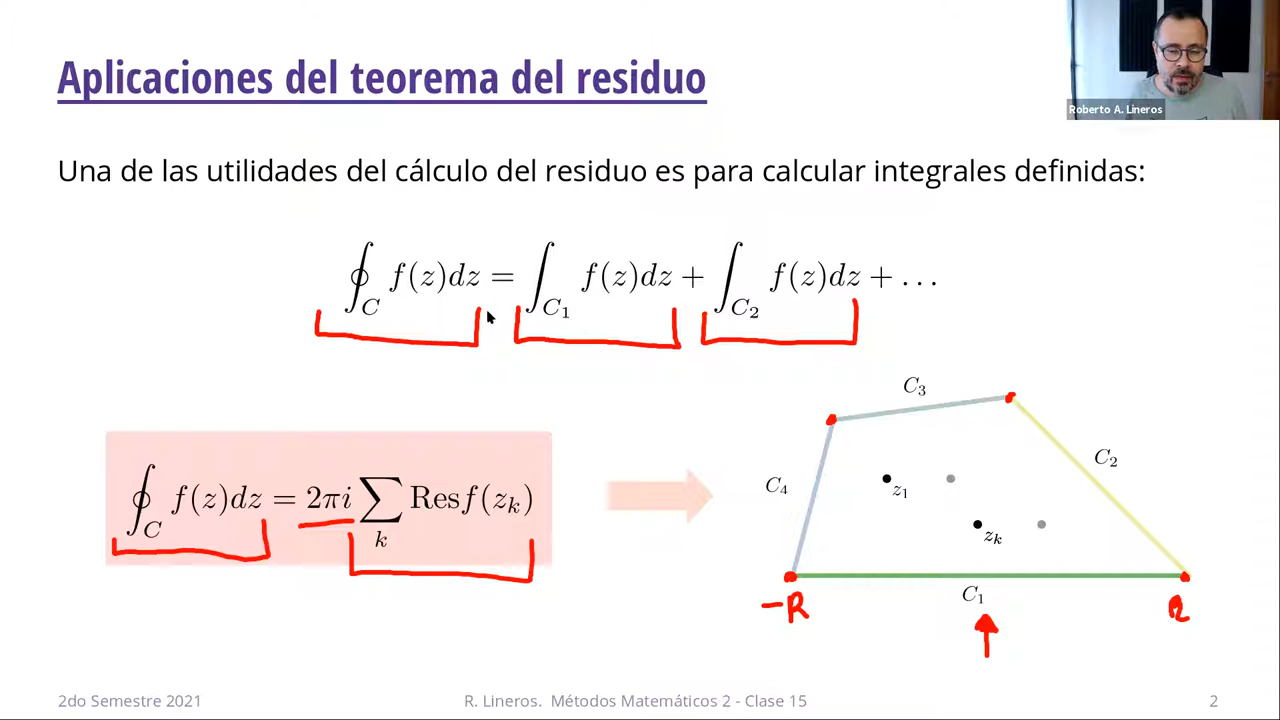 Aplicaciones del teorema del residuo
Roberto A. Lineros
Una de las utilidades del cálculo del residuo es para calcular integrales definidas:
∮_C f(z)dz = ∫_{C_1} f(z)dz + ∫_{C_2} f(z)dz + …
∮_C f(z)dz = 2πi ∑_k Resf(z_k)
C_3
C_2
C_4
z_1
z_k
C_1
-R
R
2do Semestre 2021
R. Lineros. Métodos Matemáticos 2 - Clase 15
2